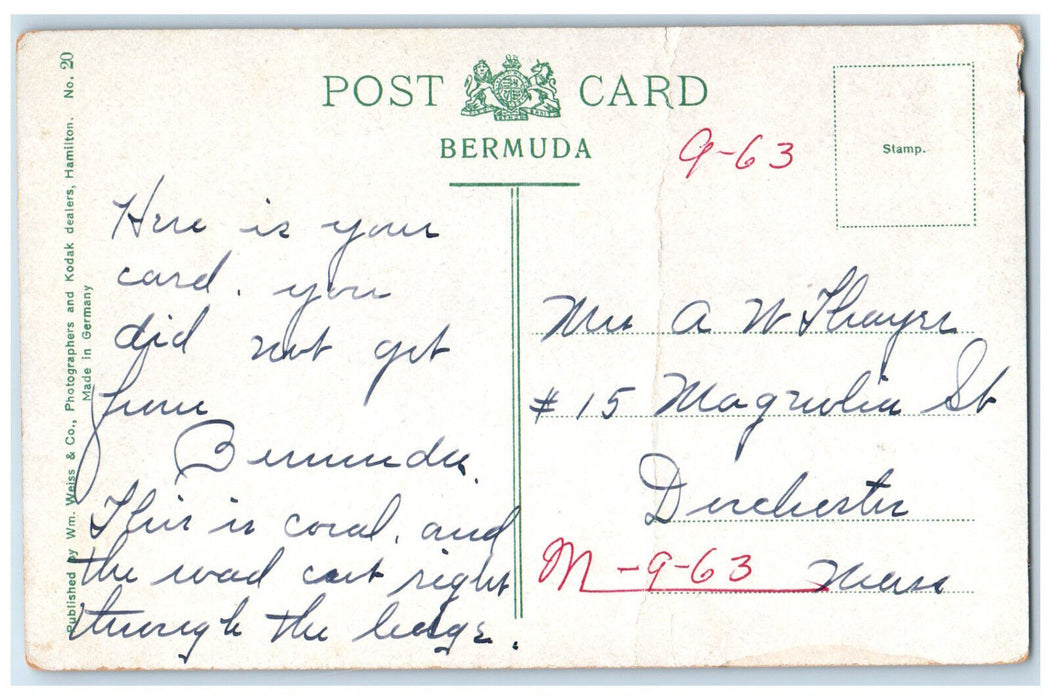 POST CARD
BERMUDA
Stamp.
9-63
Here is your
card. you
did not get
from
Bermuda.
This is coral, and
the road cut right
through the ledge.
Mrs A W Thayer
# 15 Magnolia St
Dorchester
Mass
M-9-63
Published by Wm. Weiss & Co., Photographers and Kodak dealers, Hamilton. No. 20
Made in Germany